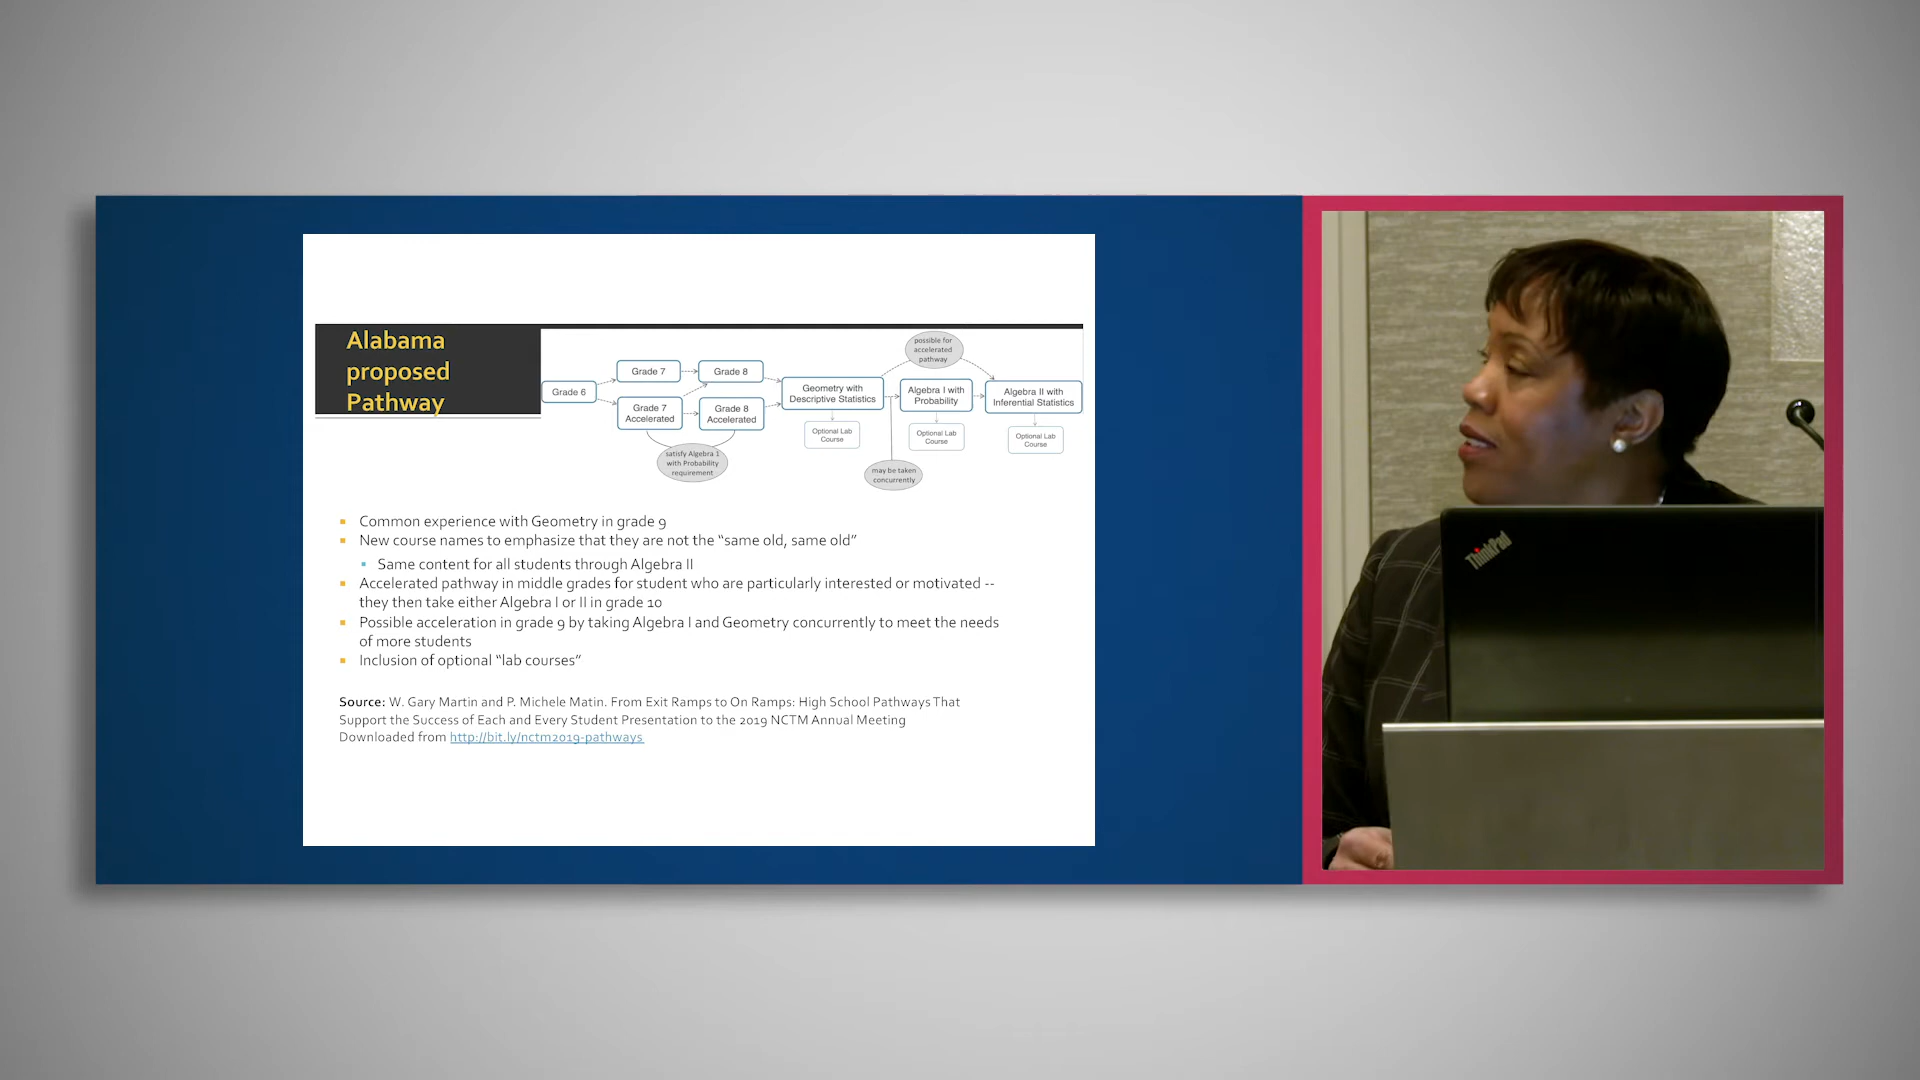 Alabama
proposed
Pathway
Grade 6
Grade 7
Grade 8
Grade 7
Accelerated
Grade 8
Accelerated
satisfy Algebra 1
with Probability
requirement
Geometry with
Descriptive Statistics
Optional Lab
Course
possible for
accelerated
pathway
Algebra I with
Probability
Optional Lab
Course
may be taken
concurrently
Algebra II with
Inferential Statistics
Optional Lab
Course
Common experience with Geometry in grade 9
New course names to emphasize that they are not the “same old, same old”
Same content for all students through Algebra II
Accelerated pathway in middle grades for student who are particularly interested or motivated --
they then take either Algebra I or II in grade 10
Possible acceleration in grade 9 by taking Algebra I and Geometry concurrently to meet the needs
of more students
Inclusion of optional “lab courses”
Source: W. Gary Martin and P. Michele Matin. From Exit Ramps to On Ramps: High School Pathways That
Support the Success of Each and Every Student Presentation to the 2019 NCTM Annual Meeting
Downloaded from http://bit.ly/nctm2019-pathways
ThinkPad